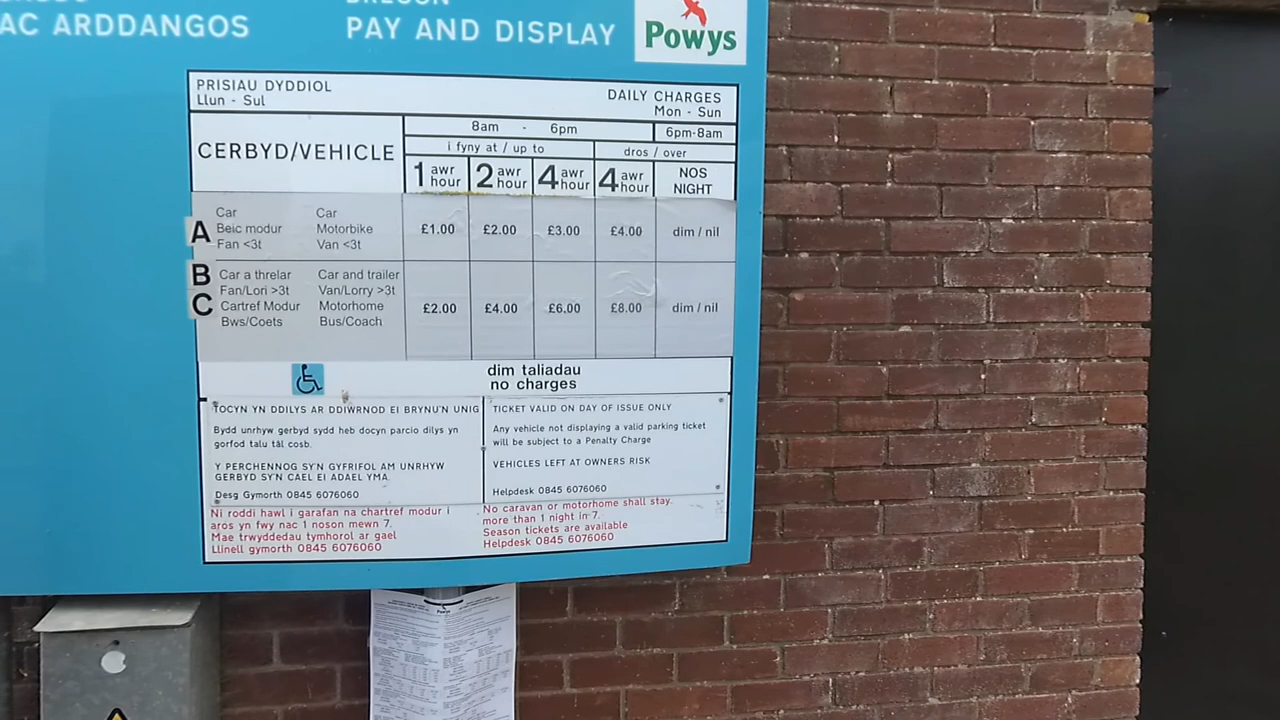 AC ARDDANGOS
PAY AND DISPLAY
Powys
PRISIAU DYDDIOL
Llun - Sul
DAILY CHARGES
Mon - Sun
CERBYD/VEHICLE
8am - 6pm
6pm-8am
i fyny at / up to
dros / over
1 awr hour
2 awr hour
4 awr hour
4 awr hour
NOS NIGHT
A
Car
Beic modur
Fan <3t
Car
Motorbike
Van <3t
£1.00 £2.00 £3.00 £4.00 dim / nil
B
C
Car a threlar
Fan/Lori >3t
Cartref Modur
Bws/Coets
Car and trailer
Van/Lorry >3t
Motorhome
Bus/Coach
£2.00 £4.00 £6.00 £8.00 dim / nil
dim taliadau
no charges
TOCYN YN DDILYS AR DDIWRNOD EI BRYNU'N UNIG
Bydd unrhyw gerbyd sydd heb docyn parcio dilys yn
gorfod talu tâl cosb.
Y PERCHENNOG SY'N GYFRIFOL AM UNRHYW
GERBYD SY'N CAEL EI ADAEL YMA.
Desg Gymorth 0845 6076060
TICKET VALID ON DAY OF ISSUE ONLY
Any vehicle not displaying a valid parking ticket
will be subject to a Penalty Charge
VEHICLES LEFT AT OWNERS RISK
Helpdesk 0845 6076060
Ni roddi hawl i garafan na chartref modur i
aros yn fwy nac 1 noson mewn 7.
Mae trwyddedau tymhorol ar gael
Llinell gymorth 0845 6076060
No caravan or motorhome shall stay.
more than 1 night in 7.
Season tickets are available
Helpdesk 0845 6076060
Powys